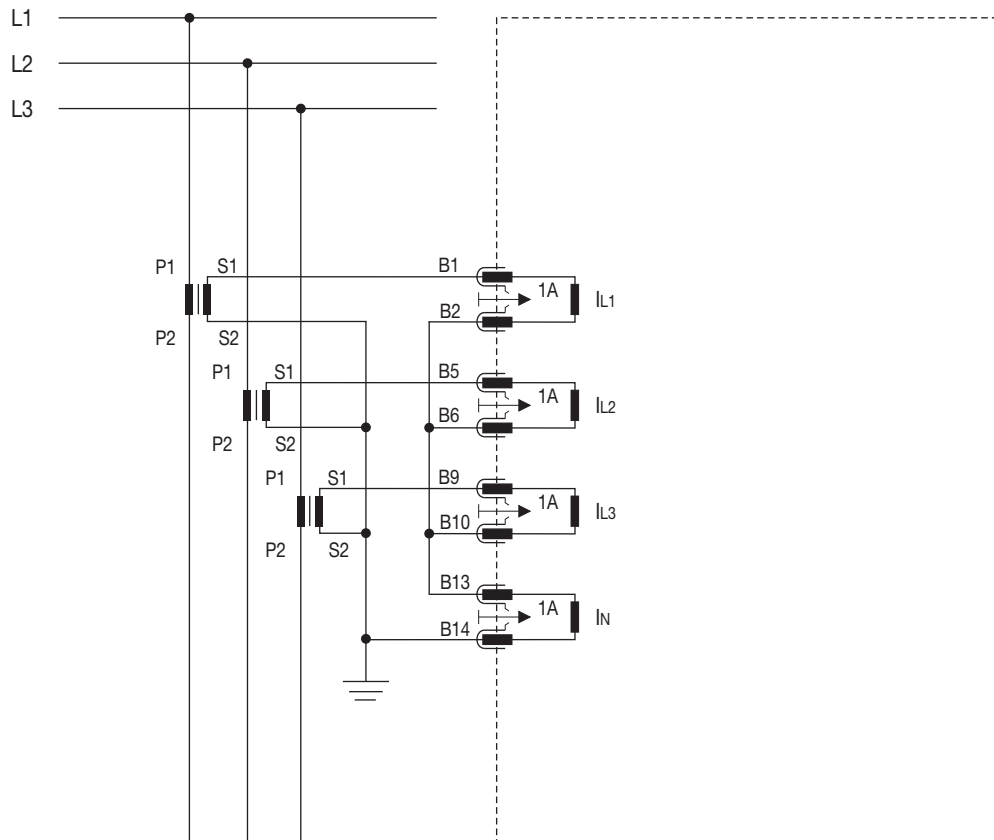 L1
L2
L3
P1 S1 B1 1A IL1
P2 S2 B2
P1 S1 B5 1A IL2
P2 S2 B6
P1 S1 B9 1A IL3
P2 S2 B10
B13 1A IN
B14